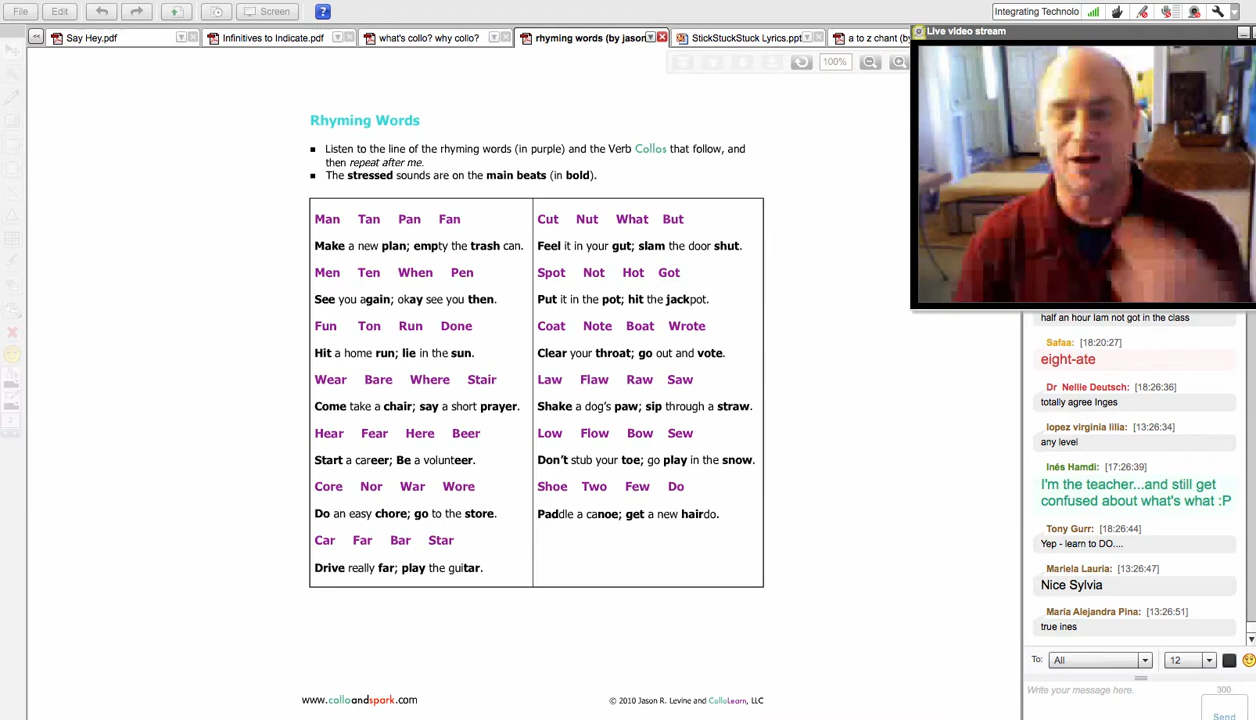 File Edit Screen ?
Integrating Technolo
<< Say Hey.pdf Infinitives to Indicate.pdf what's collo? why collo? rhyming words (by jason StickStuckStuck Lyrics.ppt a to z chant (by
100%
Live video stream
Rhyming Words
Listen to the line of the rhyming words (in purple) and the Verb Collos that follow, and
then repeat after me.
The stressed sounds are on the main beats (in bold).
Man Tan Pan Fan
Make a new plan; empty the trash can.
Men Ten When Pen
See you again; okay see you then.
Fun Ton Run Done
Hit a home run; lie in the sun.
Wear Bare Where Stair
Come take a chair; say a short prayer.
Hear Fear Here Beer
Start a career; Be a volunteer.
Core Nor War Wore
Do an easy chore; go to the store.
Car Far Bar Star
Drive really far; play the guitar.
Cut Nut What But
Feel it in your gut; slam the door shut.
Spot Not Hot Got
Put it in the pot; hit the jackpot.
Coat Note Boat Wrote
Clear your throat; go out and vote.
Law Flaw Raw Saw
Shake a dog's paw; sip through a straw.
Low Flow Bow Sew
Don't stub your toe; go play in the snow.
Shoe Two Few Do
Paddle a canoe; get a new hairdo.
www.colloandspark.com
© 2010 Jason R. Levine and ColloLearn, LLC
half an hour Iam not got in the class
Safaa: [18:20:27]
eight-ate
Dr Nellie Deutsch: [18:26:36]
totally agree Inges
lopez virginia lilia: [13:26:34]
any level
Inés Hamdi: [17:26:39]
I'm the teacher...and still get
confused about what's what :P
Tony Gurr: [18:26:44]
Yep - learn to DO....
Mariela Lauria: [13:26:47]
Nice Sylvia
María Alejandra Pina: [13:26:51]
true ines
To: All 12
Write your message here. 300
Send